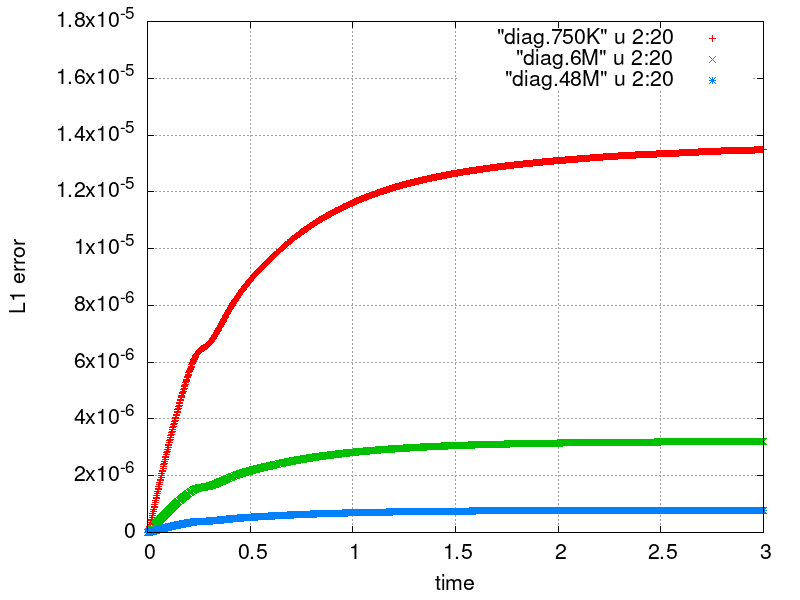 1.8x10⁻⁵
"diag.750K" u 2:20
"diag.6M" u 2:20
"diag.48M" u 2:20
1.6x10⁻⁵
1.4x10⁻⁵
1.2x10⁻⁵
1x10⁻⁵
8x10⁻⁶
6x10⁻⁶
4x10⁻⁶
2x10⁻⁶
0
L1 error
0 0.5 1 1.5 2 2.5 3
time